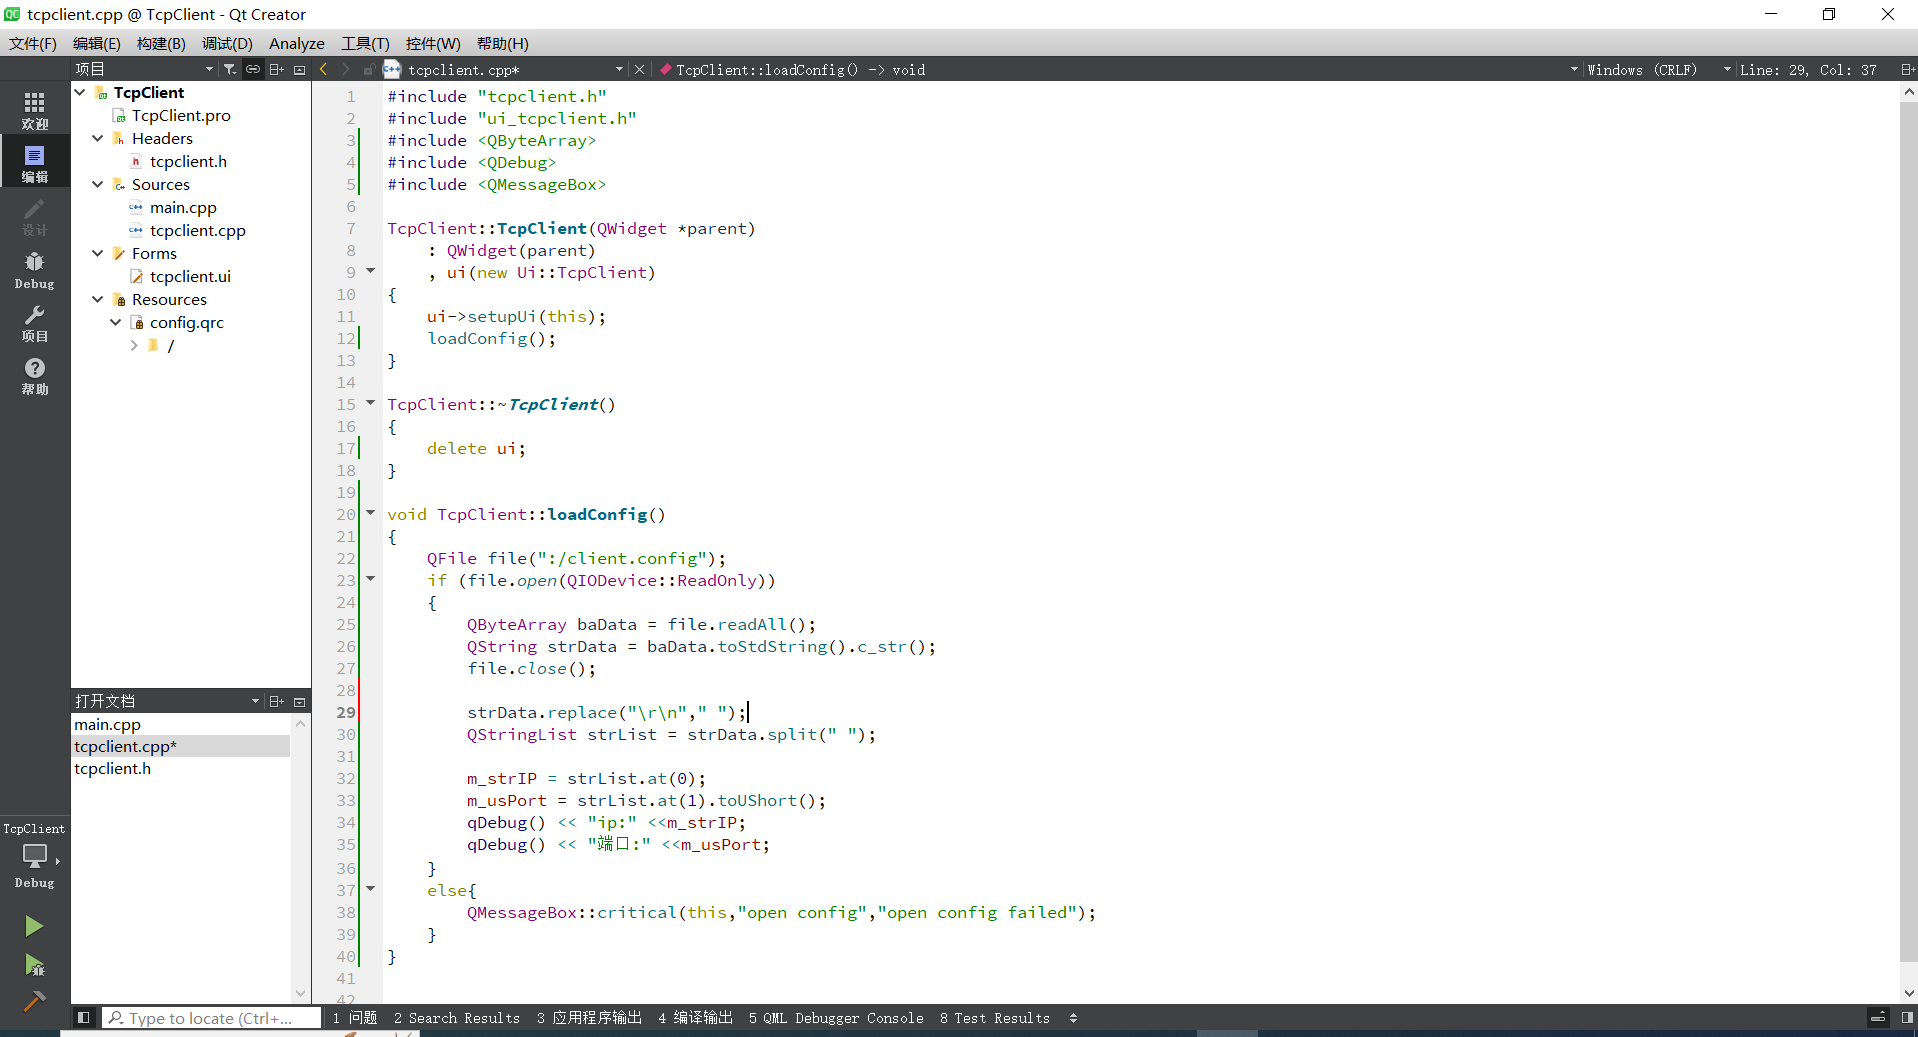 tcpclient.cpp @ TcpClient - Qt Creator
文件(F) 编辑(E) 构建(B) 调试(D) Analyze 工具(T) 控件(W) 帮助(H)
项目
tcpclient.cpp* TcpClient::loadConfig() -> void Windows (CRLF) Line: 29, Col: 37
欢迎
编辑
设计
Debug
项目
帮助
TcpClient
Debug
TcpClient
TcpClient.pro
Headers
tcpclient.h
Sources
main.cpp
tcpclient.cpp
Forms
tcpclient.ui
Resources
config.qrc
/
打开文档
main.cpp
tcpclient.cpp*
tcpclient.h
1 #include "tcpclient.h"
2 #include "ui_tcpclient.h"
3 #include <QByteArray>
4 #include <QDebug>
5 #include <QMessageBox>
6
7 TcpClient::TcpClient(QWidget *parent)
8     : QWidget(parent)
9     , ui(new Ui::TcpClient)
10 {
11     ui->setupUi(this);
12     loadConfig();
13 }
14
15 TcpClient::~TcpClient()
16 {
17     delete ui;
18 }
19
20 void TcpClient::loadConfig()
21 {
22     QFile file(":/client.config");
23     if (file.open(QIODevice::ReadOnly))
24     {
25         QByteArray baData = file.readAll();
26         QString strData = baData.toStdString().c_str();
27         file.close();
28
29         strData.replace("\r\n"," ");
30         QStringList strList = strData.split(" ");
31
32         m_strIP = strList.at(0);
33         m_usPort = strList.at(1).toUShort();
34         qDebug() << "ip:" <<m_strIP;
35         qDebug() << "端口:" <<m_usPort;
36     }
37     else{
38         QMessageBox::critical(this,"open config","open config failed");
39     }
40 }
41
42
Type to locate (Ctrl+... 1 问题 2 Search Results 3 应用程序输出 4 编译输出 5 QML Debugger Console 8 Test Results